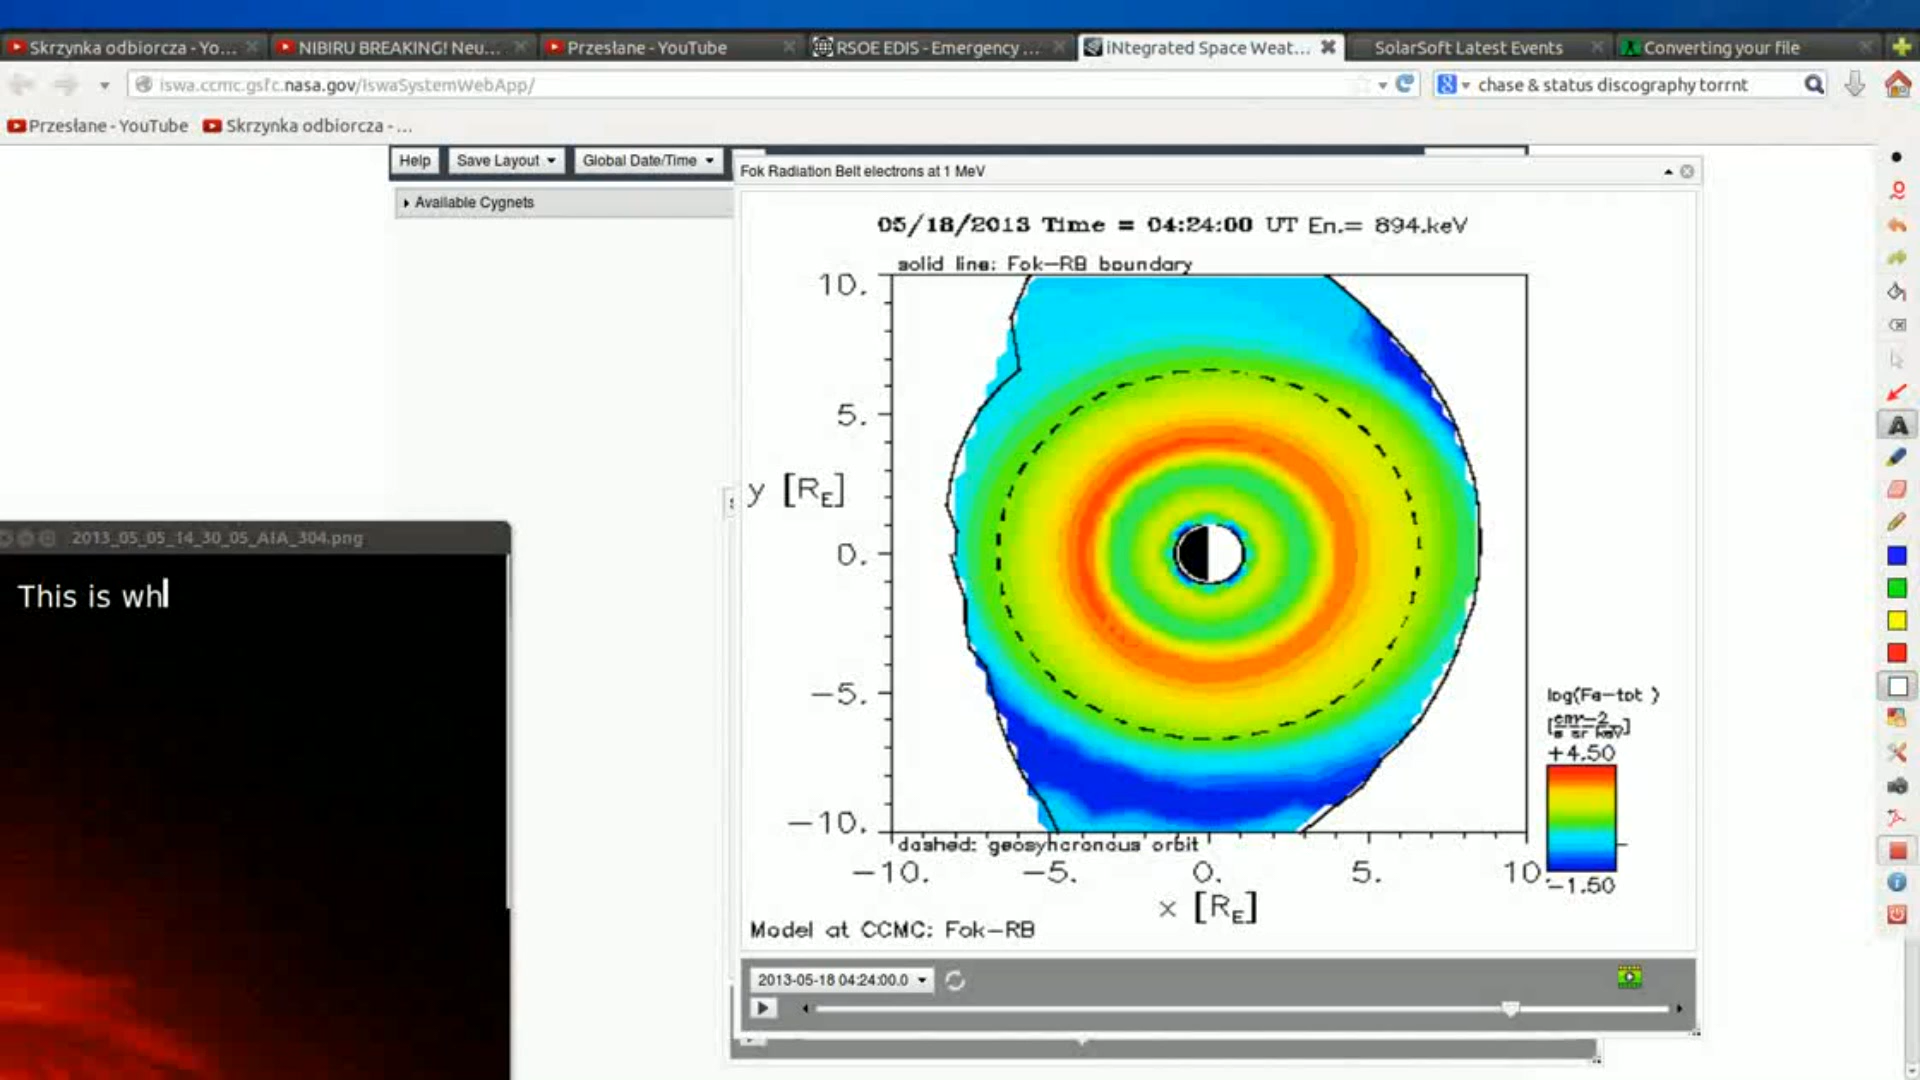 Skrzynka odbiorcza - Yo...
NIBIRU BREAKING! Neu...
Przesłane - YouTube
RSOE EDIS - Emergency ...
iNtegrated Space Weat...
SolarSoft Latest Events
Converting your file
iswa.ccmc.gsfc.nasa.gov/IswaSystemWebApp/
chase & status discography torrnt
Przesłane - YouTube
Skrzynka odbiorcza - ...
Help
Save Layout
Global Date/Time
Available Cygnets
Fok Radiation Belt electrons at 1 MeV
05/18/2013 Time = 04:24:00 UT En.= 894.keV
solid line: Fok-RB boundary
10.
5.
y [RE]
0.
-5.
-10.
dashed: geosyncronous orbit
-10.
-5.
0.
5.
10.
x [RE]
log(Fe-tot )
+4.50
-1.50
Model at CCMC: Fok-RB
2013-05-18 04:24:00.0
2013_05_05_14_30_05_AIA_304.png
This is wh